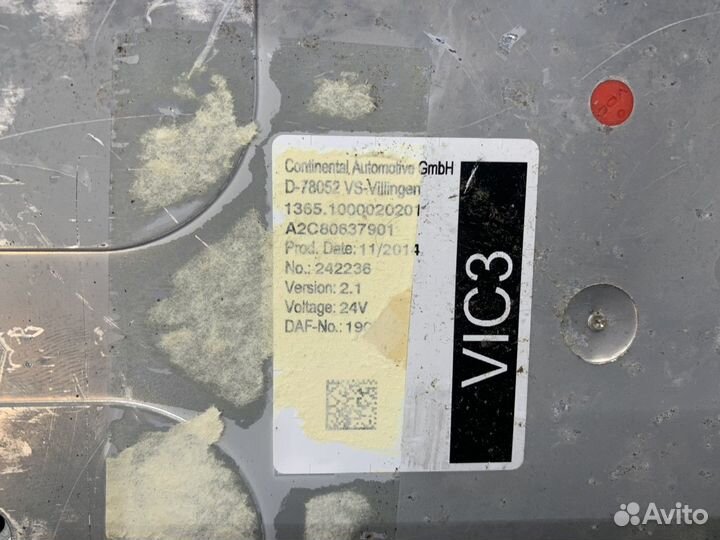 Continental Automotive GmbH
D-78052 VS-Villingen
1365.1000020201
A2C80637901
Prod. Date: 11/2014
No.: 242236
Version: 2.1
Voltage: 24V
DAF-No.: 190
VIC3
Avito